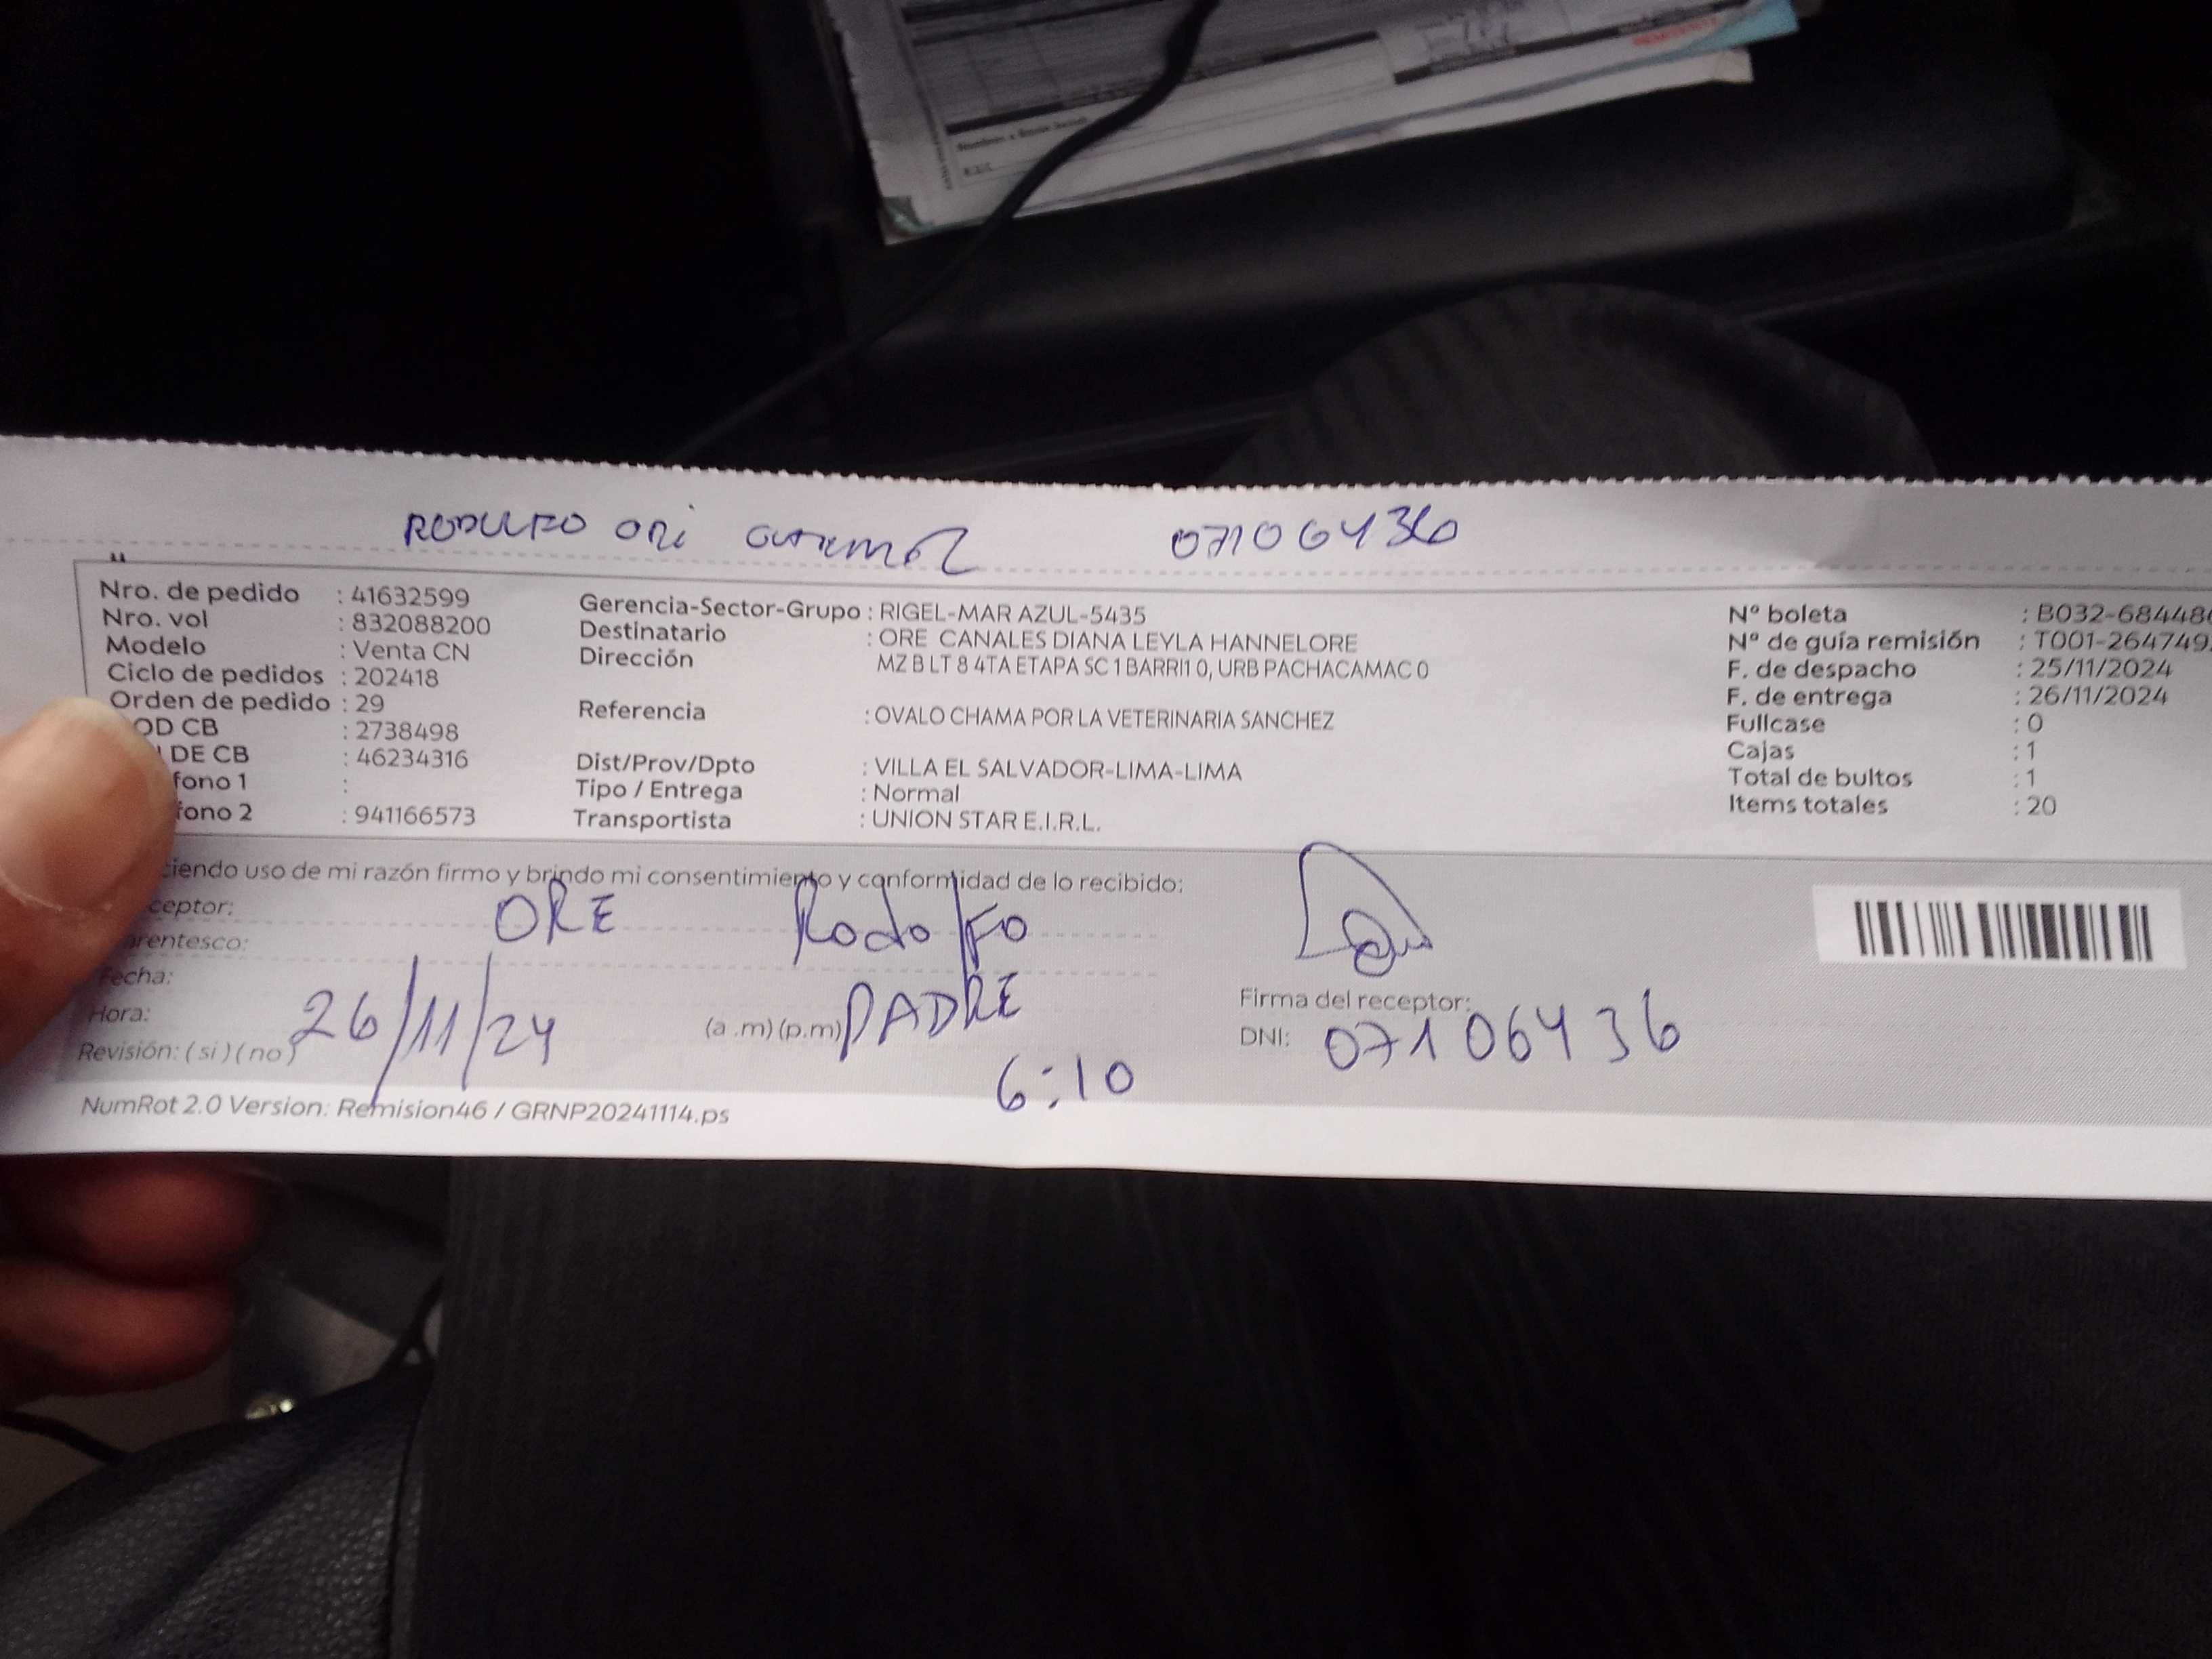 RODOLFO ORE 07106436
Nro. de pedido : 41632599
Nro. vol : 832088200
Modelo : Venta CN
Ciclo de pedidos : 202418
Orden de pedido : 29
OD CB : 2738498
DE CB : 46234316
fono 1 :
fono 2 : 941166573
Gerencia-Sector-Grupo : RIGEL-MAR AZUL-5435
Destinatario : ORE CANALES DIANA LEYLA HANNELORE
Dirección MZ B LT 8 4TA ETAPA SC 1 BARRI1 0, URB PACHACAMAC 0
Referencia : OVALO CHAMA POR LA VETERINARIA SANCHEZ
Dist/Prov/Dpto : VILLA EL SALVADOR-LIMA-LIMA
Tipo / Entrega : Normal
Transportista : UNION STAR E.I.R.L.
Nº boleta : B032-68448
Nº de guía remisión : T001-264749
F. de despacho : 25/11/2024
F. de entrega : 26/11/2024
Fullcase : 0
Cajas : 1
Total de bultos : 1
Items totales : 20
ciendo uso de mi razón firmo y brindo mi consentimiento y conformidad de lo recibido:
ceptor: ORE Rodolfo
rentesco: PADRE
Fecha: 26/11/24
Hora: (a .m) (p.m) 6:10
Revisión: ( si ) ( no )
Firma del receptor:
DNI: 07106436
NumRot 2.0 Version: Remision46 / GRNP20241114.ps